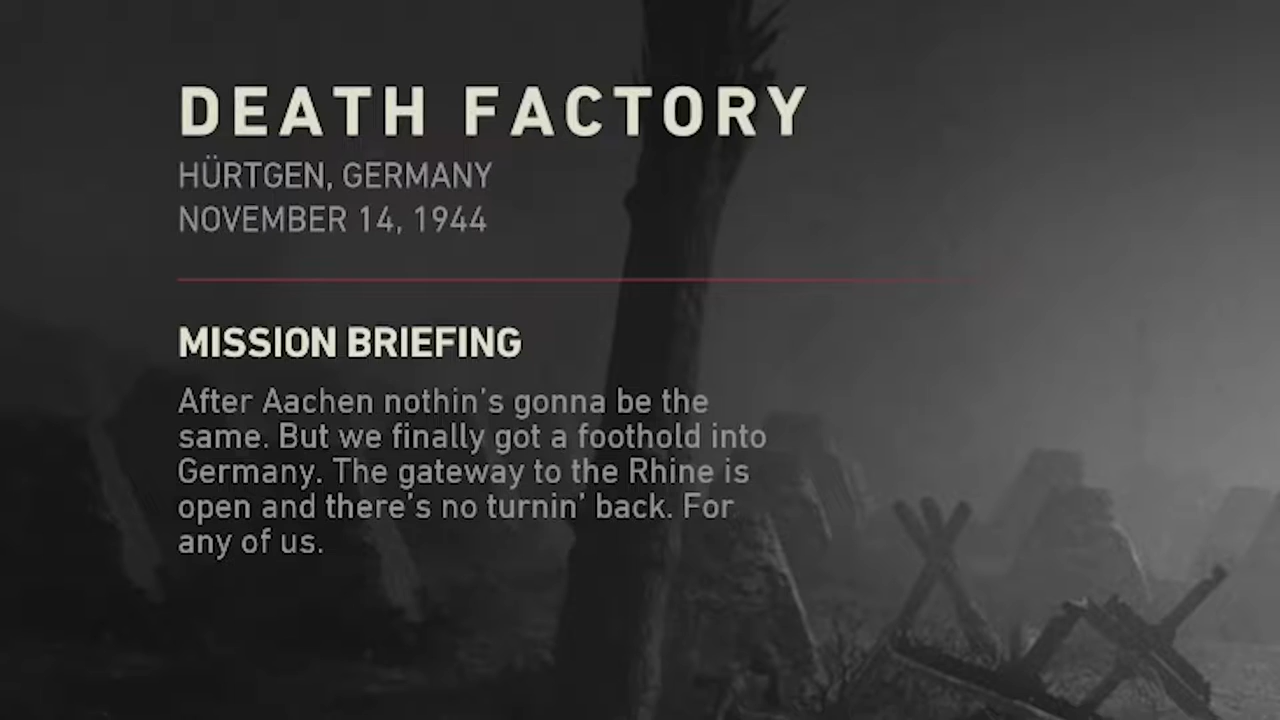 DEATH FACTORY
HÜRTGEN, GERMANY
NOVEMBER 14, 1944
MISSION BRIEFING
After Aachen nothin's gonna be the
same. But we finally got a foothold into
Germany. The gateway to the Rhine is
open and there's no turnin' back. For
any of us.